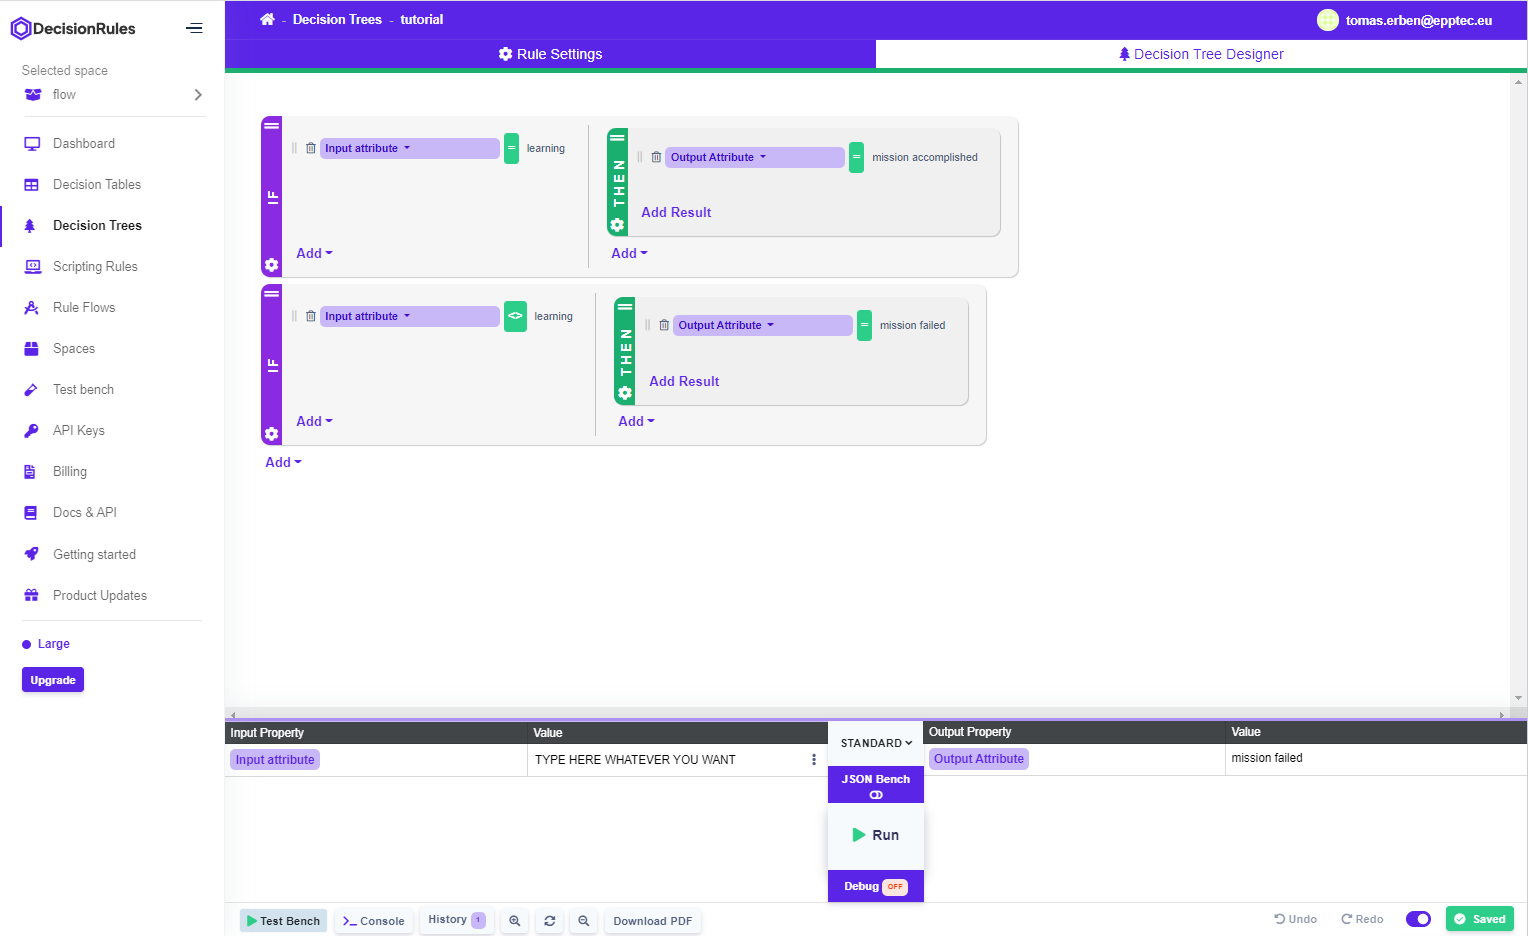 DecisionRules
Selected space
flow
Dashboard
Decision Tables
Decision Trees
Scripting Rules
Rule Flows
Spaces
Test bench
API Keys
Billing
Docs & API
Getting started
Product Updates
Large
Upgrade
- Decision Trees - tutorial
tomas.erben@epptec.eu
Rule Settings
Decision Tree Designer
IF
Input attribute = learning
Add
THEN
Output Attribute = mission accomplished
Add Result
Add
IF
Input attribute <> learning
Add
THEN
Output Attribute = mission failed
Add Result
Add
Add
Input Property Value
Input attribute TYPE HERE WHATEVER YOU WANT
STANDARD
JSON Bench
Run
Debug OFF
Output Property Value
Output Attribute mission failed
Test Bench
Console
History 1
Download PDF
Undo
Redo
Saved